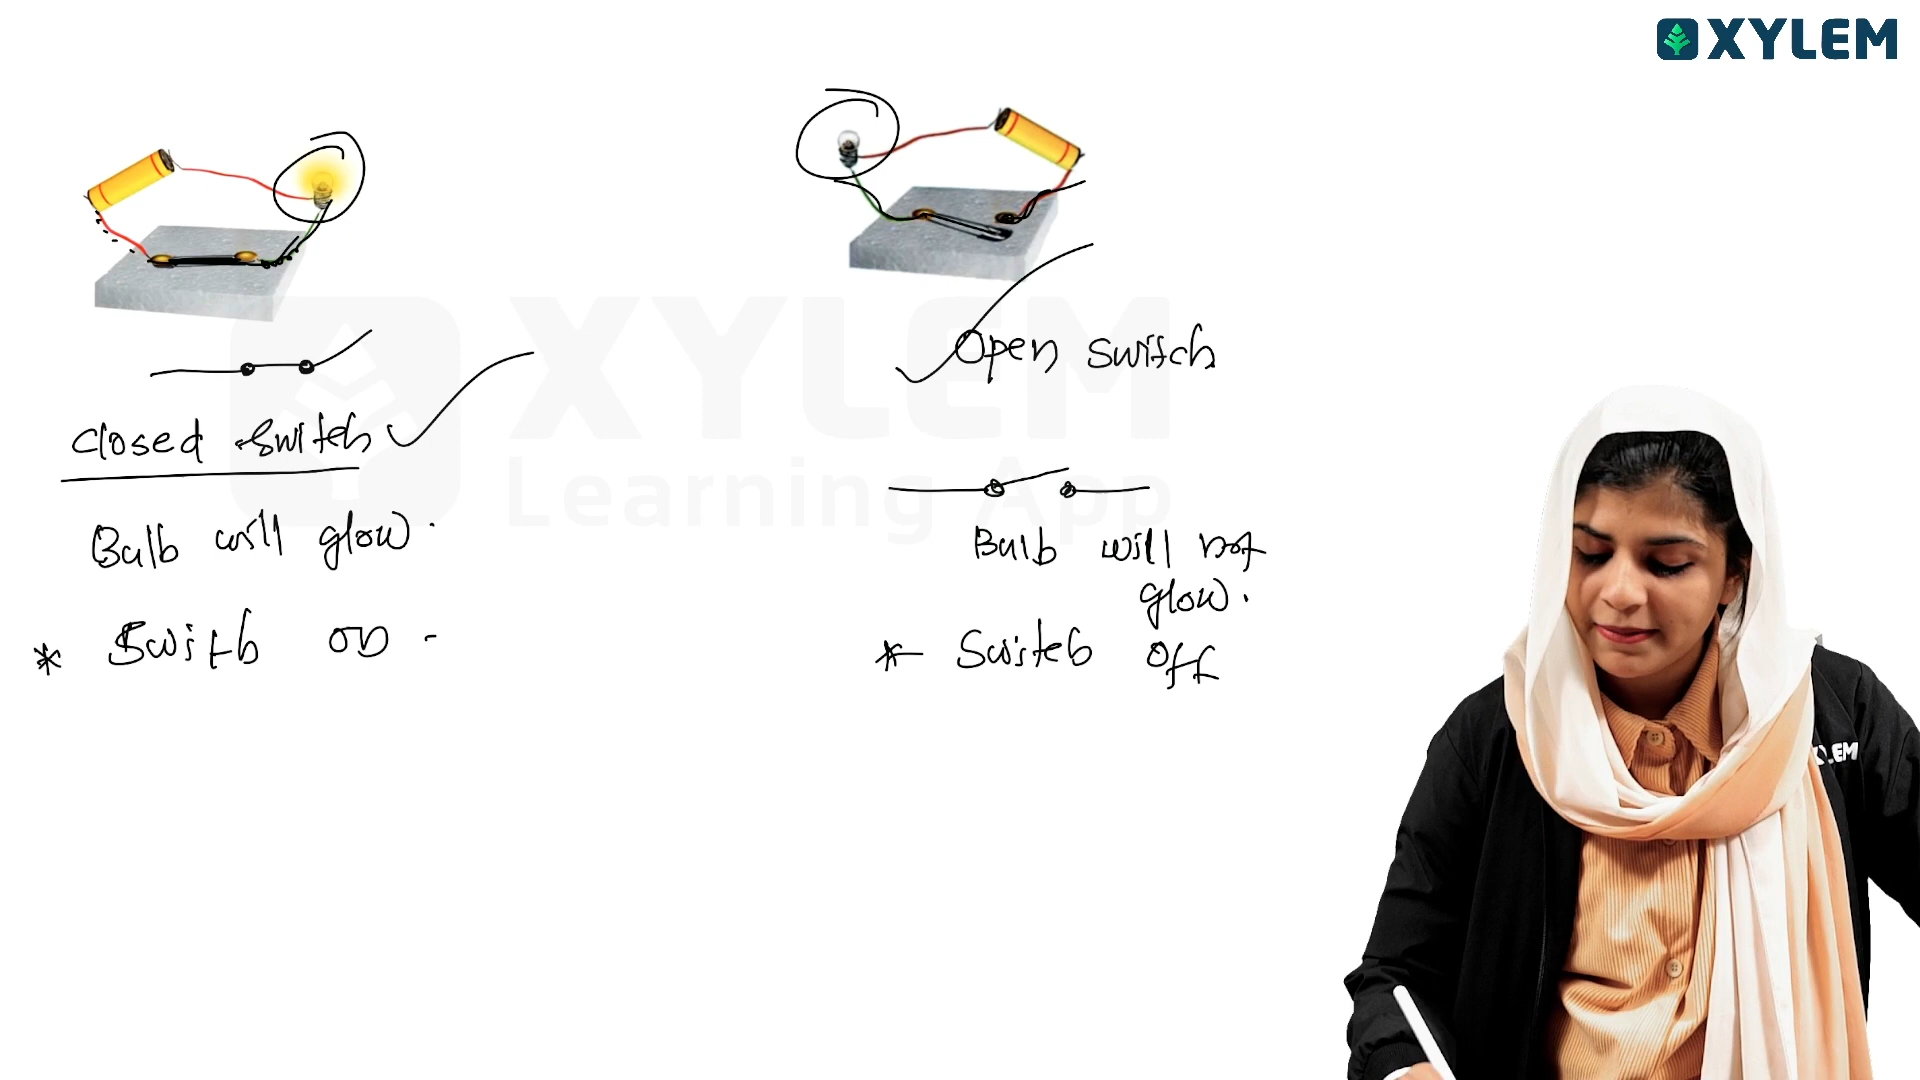 XYLEM
closed switch
Bulb will glow.
* Switch on -
Open switch
Bulb will not
glow.
* Switch off
XYLEM
Learning App
XYLEM